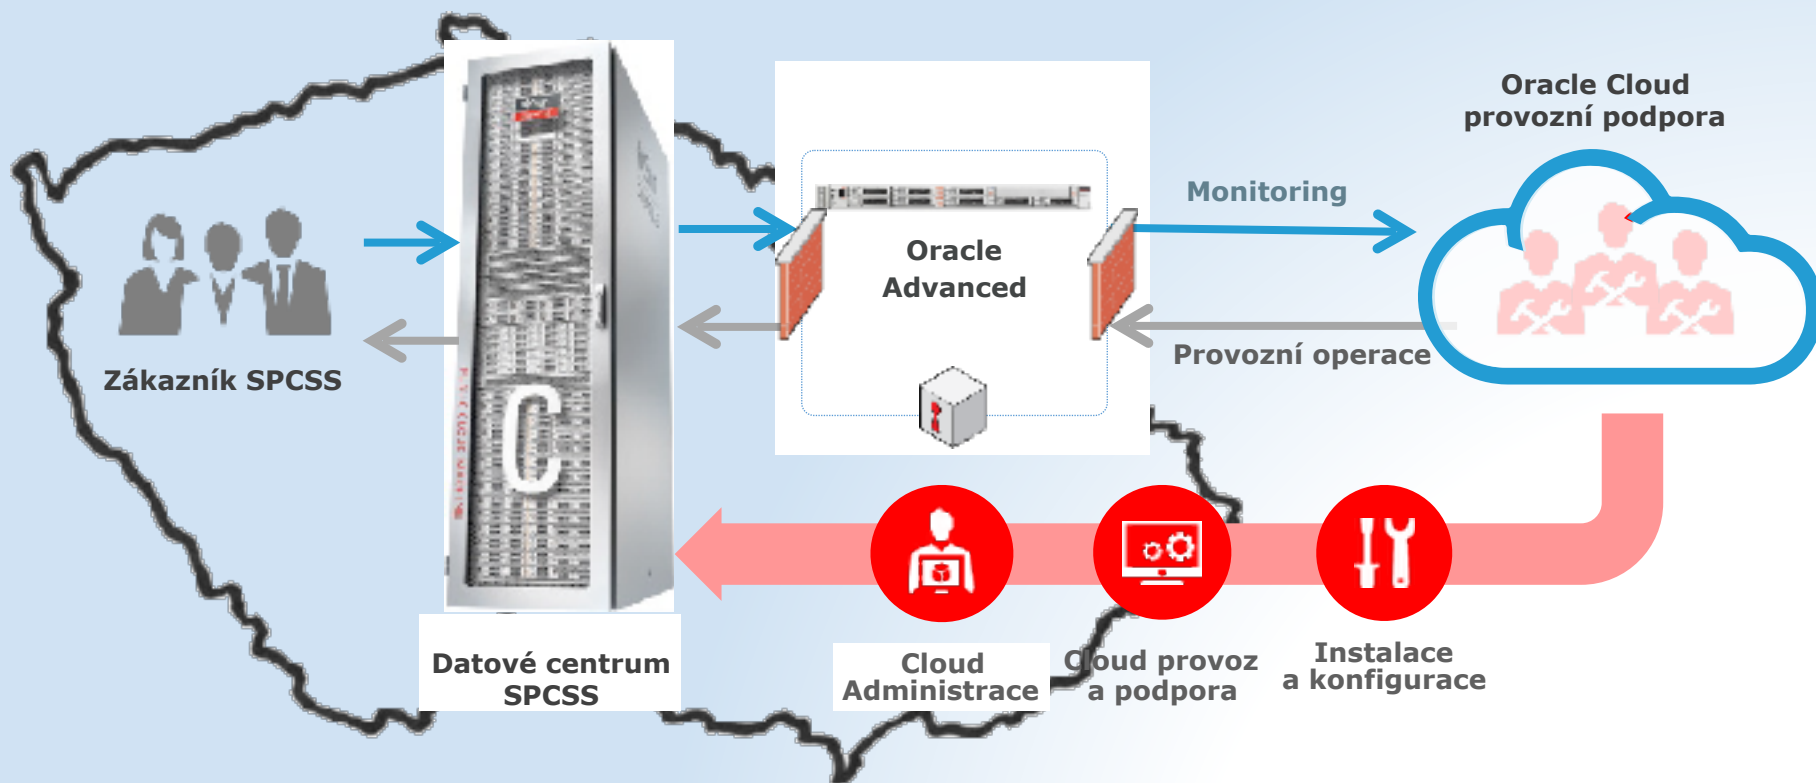 Oracle Cloud
provozní podpora
Monitoring
Oracle
Advanced
Provozní operace
Zákazník SPCSS
C
Datové centrum
SPCSS
Cloud
Administrace
Cloud provoz
a podpora
Instalace
a konfigurace